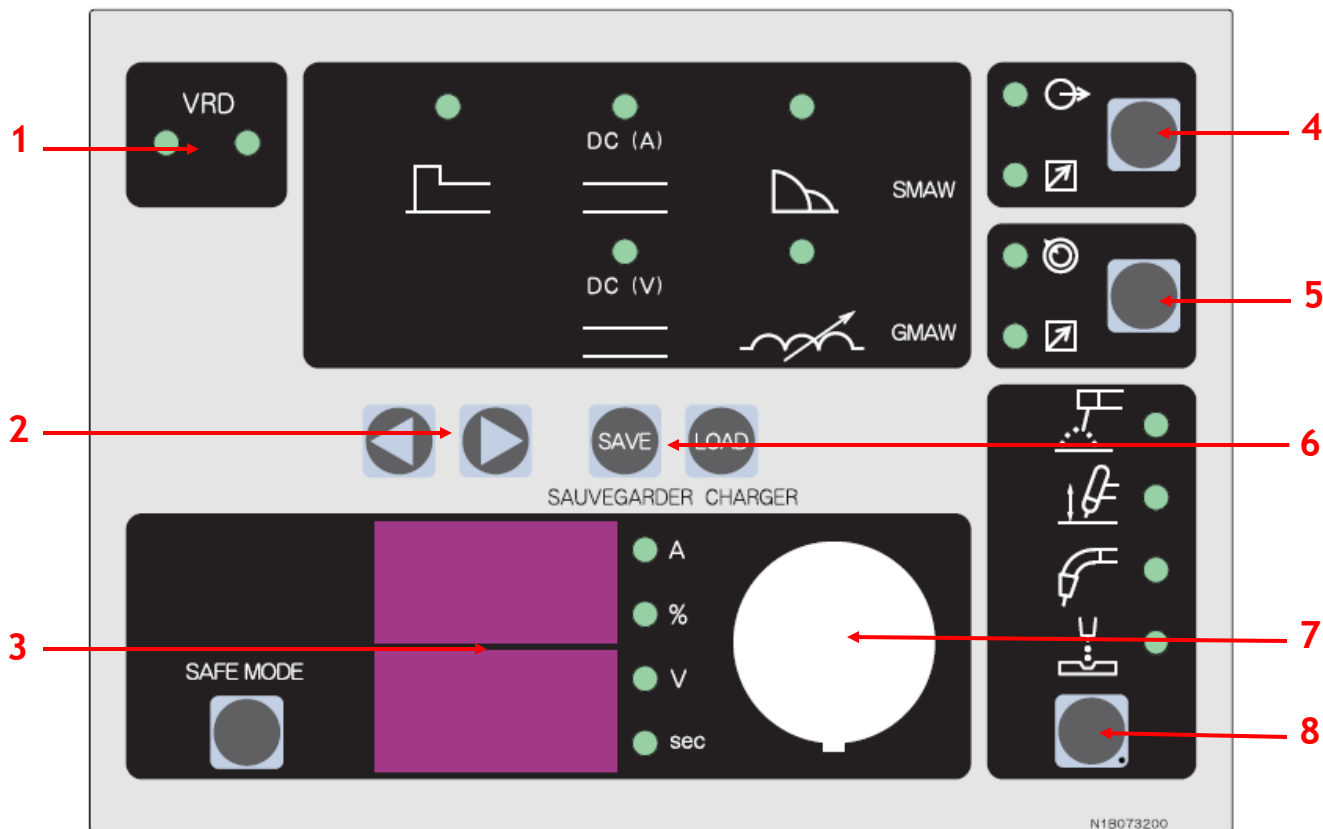 VRD
1
DC (A)
SMAW
DC (V)
GMAW
4
5
2
SAVE LOAD
6
SAUVEGARDER CHARGER
3
SAFE MODE
A
%
V
sec
7
8
N1B073200